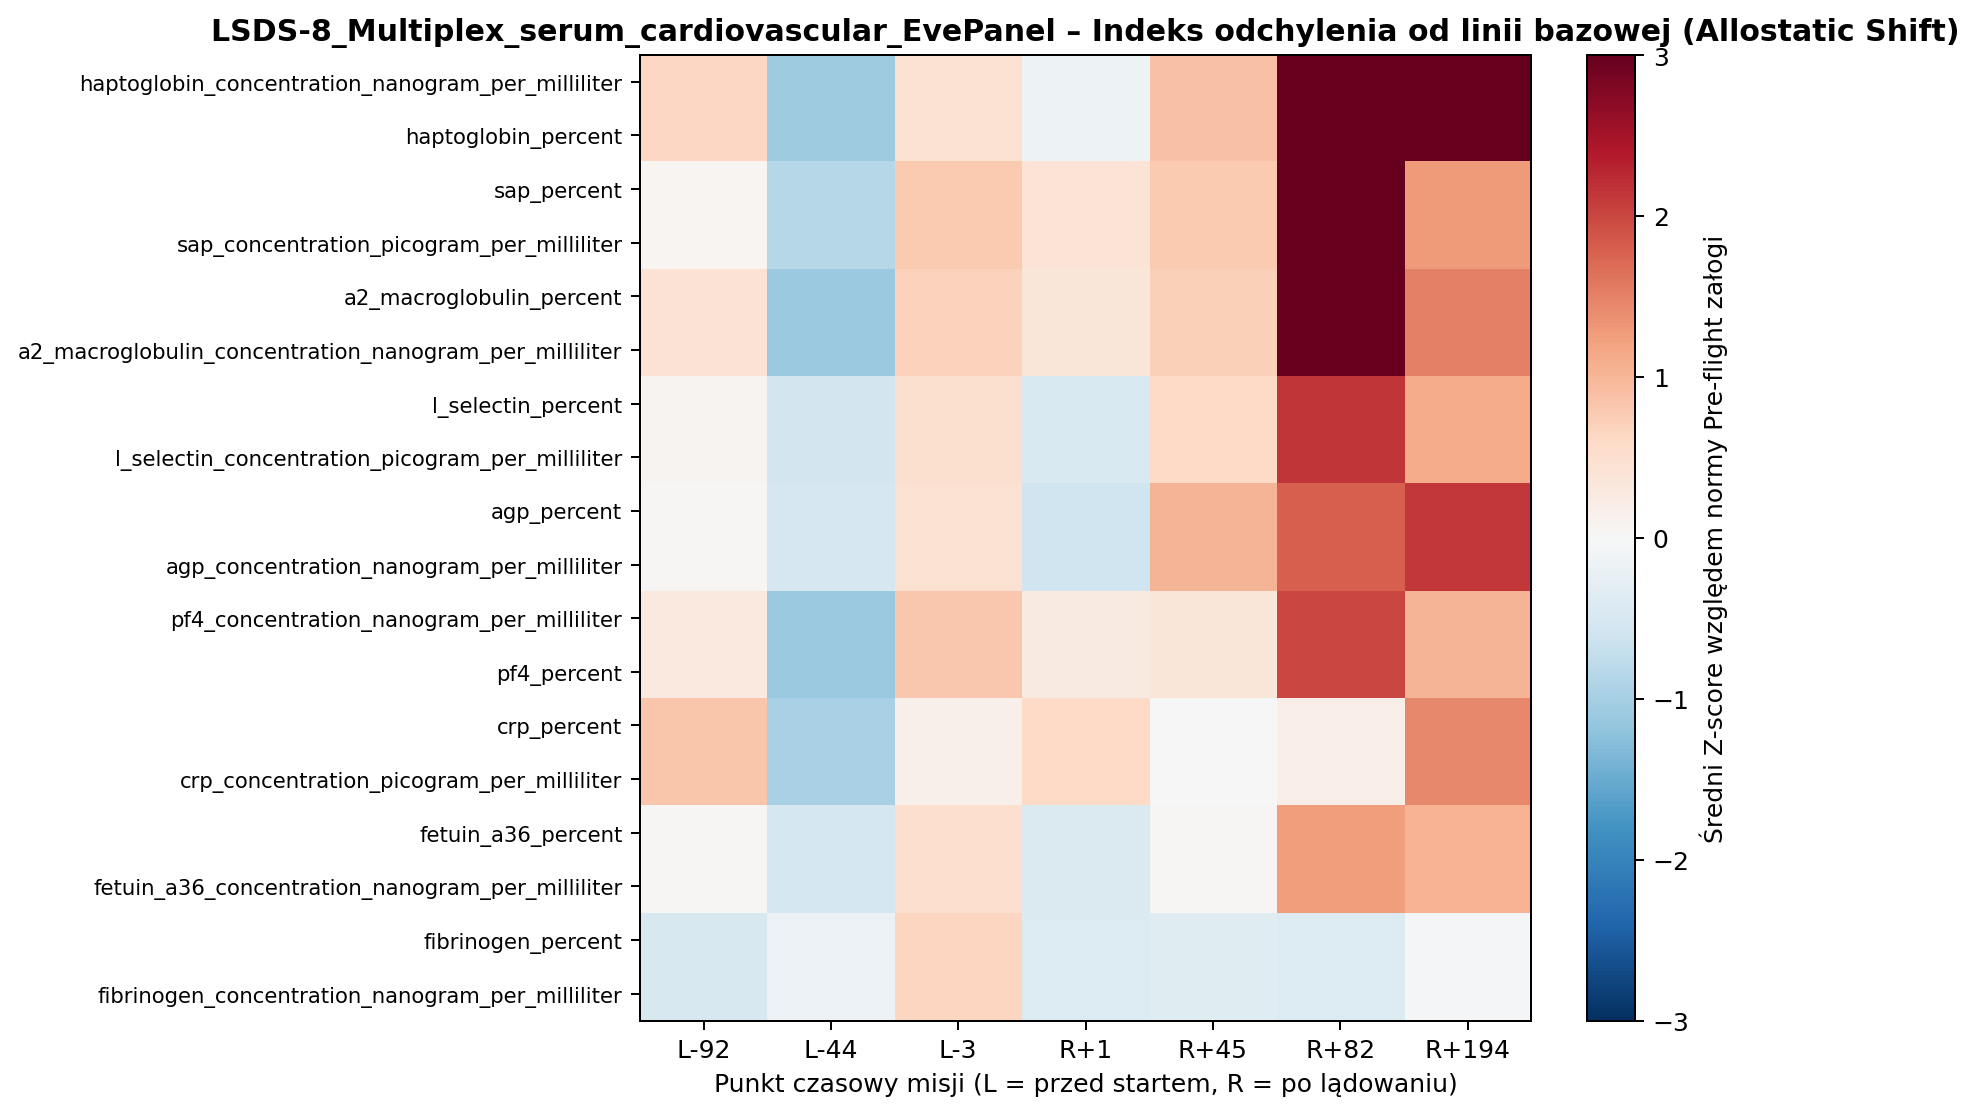 LSDS-8_Multiplex_serum_cardiovascular_EvePanel – Indeks odchylenia od linii bazowej (Allostatic Shift)
haptoglobin_concentration_nanogram_per_milliliter
haptoglobin_percent
sap_percent
sap_concentration_picogram_per_milliliter
a2_macroglobulin_percent
a2_macroglobulin_concentration_nanogram_per_milliliter
l_selectin_percent
l_selectin_concentration_picogram_per_milliliter
agp_percent
agp_concentration_nanogram_per_milliliter
pf4_concentration_nanogram_per_milliliter
pf4_percent
crp_percent
crp_concentration_picogram_per_milliliter
fetuin_a36_percent
fetuin_a36_concentration_nanogram_per_milliliter
fibrinogen_percent
fibrinogen_concentration_nanogram_per_milliliter
L-92 L-44 L-3 R+1 R+45 R+82 R+194
Punkt czasowy misji (L = przed startem, R = po lądowaniu)
3
2
1
0
−1
−2
−3
Średni Z-score względem normy Pre-flight załogi